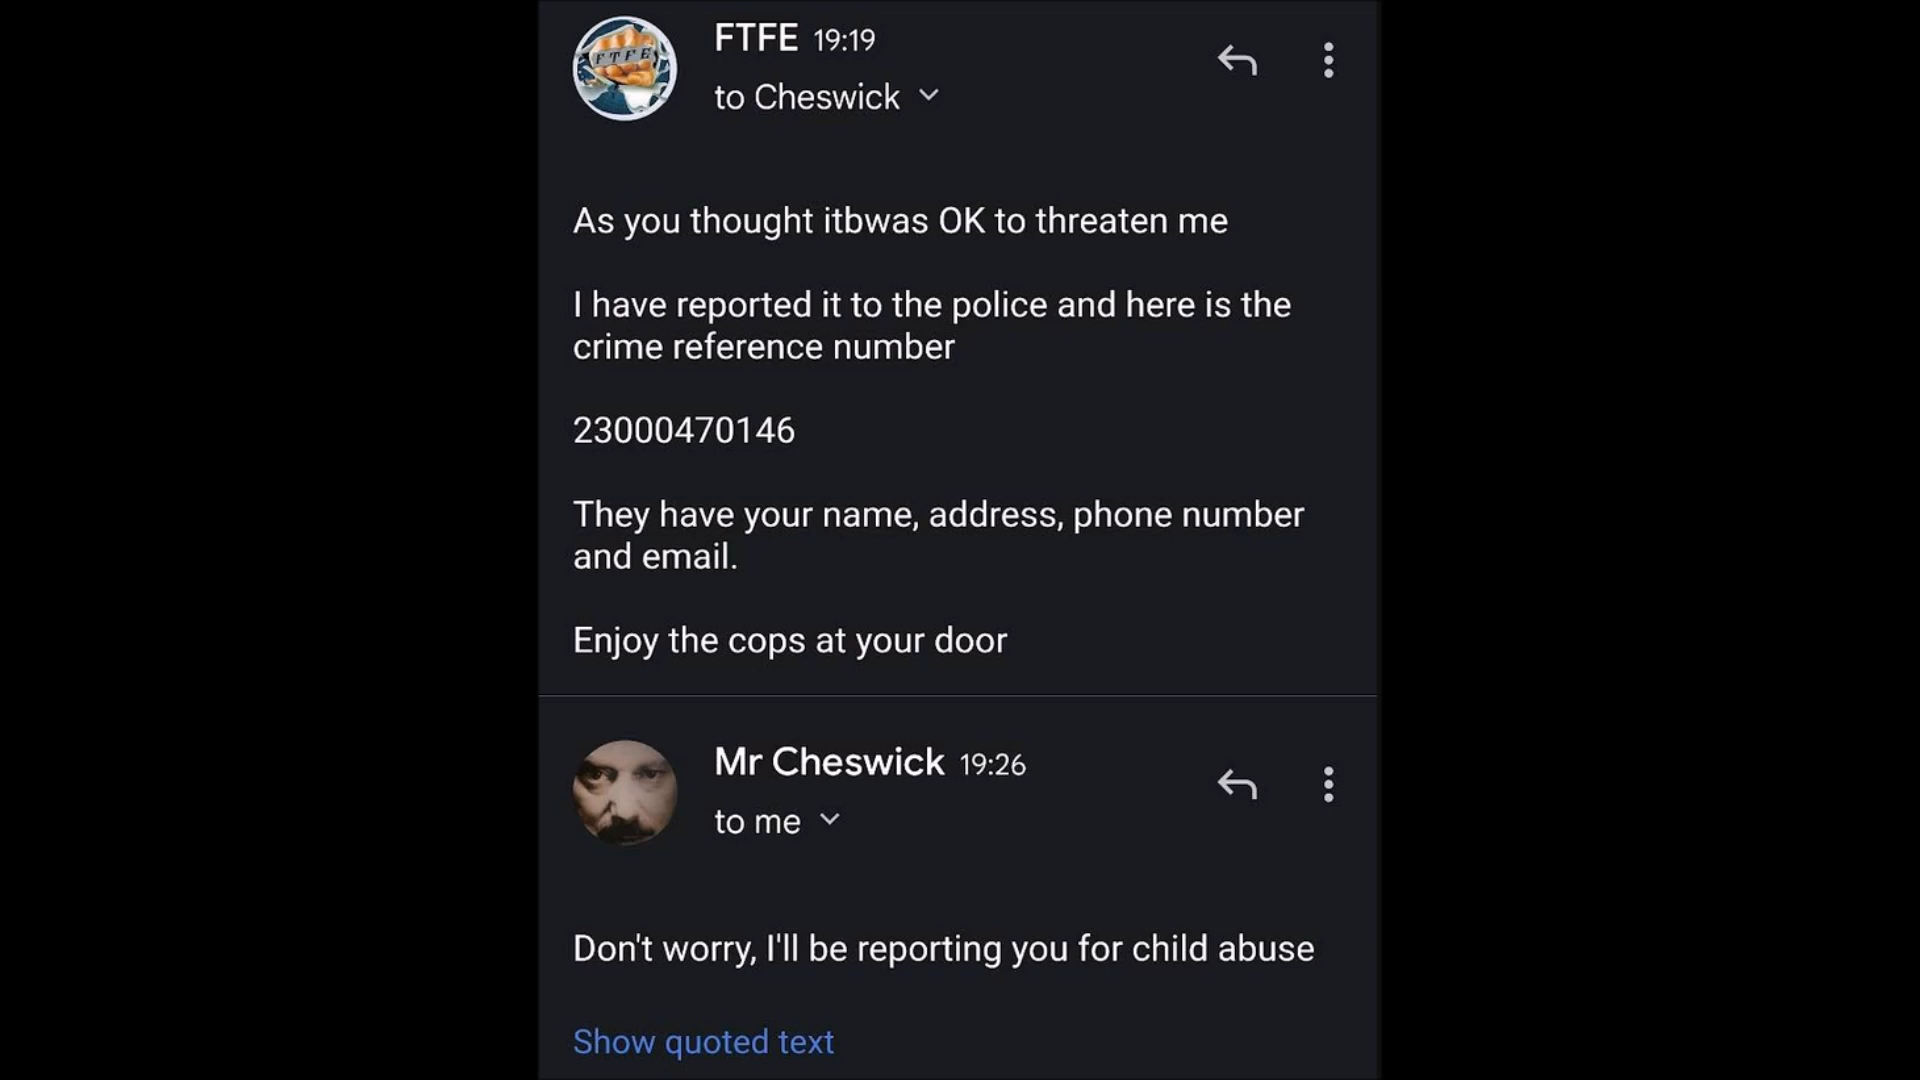 FTFE 19:19
to Cheswick
FTFE
As you thought itbwas OK to threaten me
I have reported it to the police and here is the
crime reference number
23000470146
They have your name, address, phone number
and email.
Enjoy the cops at your door
Mr Cheswick 19:26
to me
Don't worry, I'll be reporting you for child abuse
Show quoted text